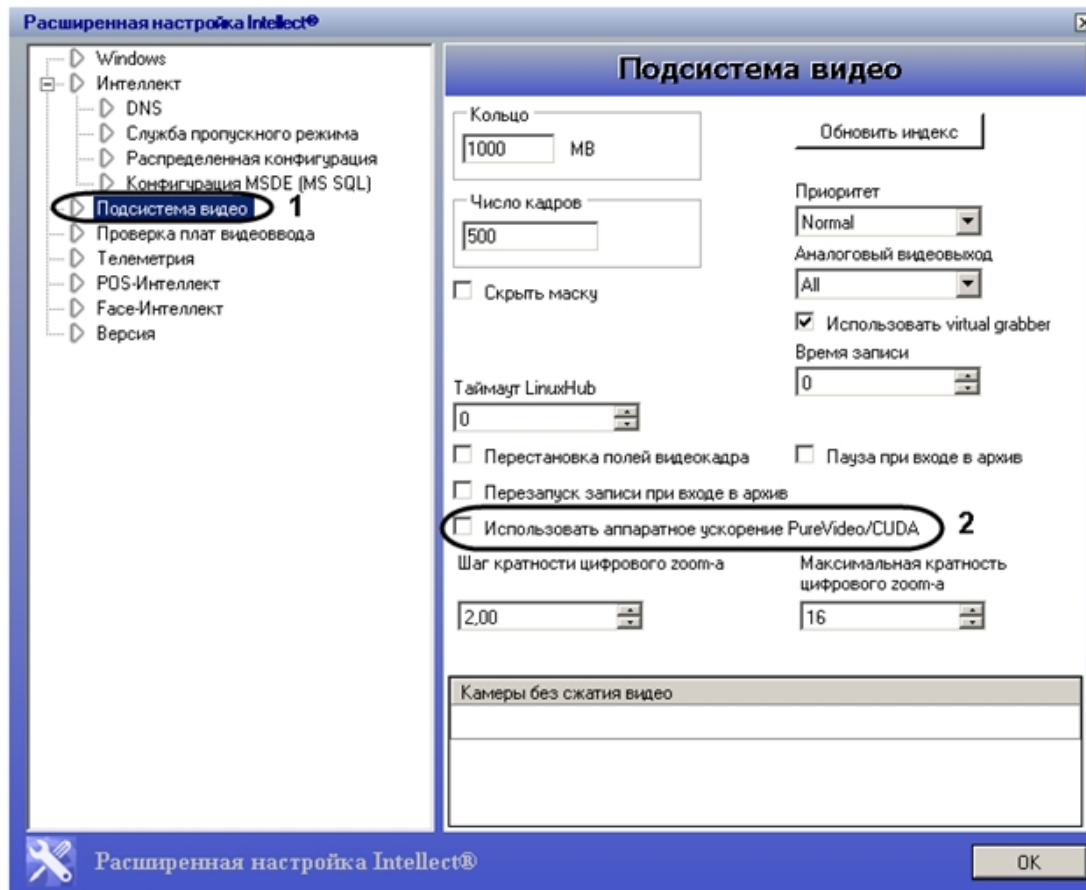 Расширенная настройка Intellect®
Windows
Интеллект
DNS
Служба пропускного режима
Распределенная конфигурация
Конфигурация MSDE (MS SQL)
Подсистема видео
1
Проверка плат видеоввода
Телеметрия
POS-Интеллект
Face-Интеллект
Версия
Подсистема видео
Кольцо
1000 MB
Обновить индекс
Число кадров
500
Приоритет
Normal
Аналоговый видеовыход
All
Скрыть маску
Использовать virtual grabber
Время записи
0
Таймаут LinuxHub
0
Перестановка полей видеокадра
Пауза при входе в архив
Перезапуск записи при входе в архив
Использовать аппаратное ускорение PureVideo/CUDA
2
Шаг кратности цифрового zoom-а
2,00
Максимальная кратность
цифрового zoom-а
16
Камеры без сжатия видео
Расширенная настройка Intellect®
OK